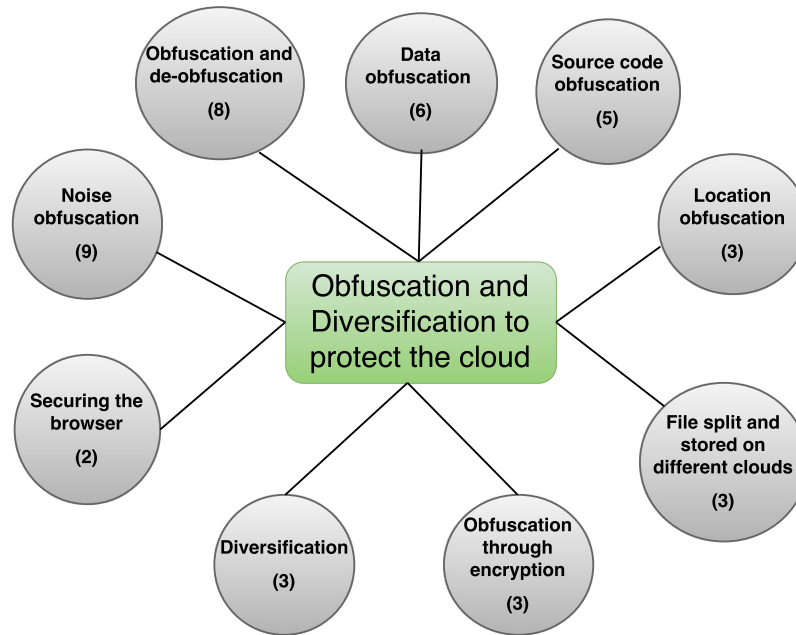 Obfuscation and
de-obfuscation
(8)
Data
obfuscation
(6)
Source code
obfuscation
(5)
Noise
obfuscation
(9)
Location
obfuscation
(3)
Obfuscation and
Diversification to
protect the cloud
Securing the
browser
(2)
File split and
stored on
different clouds
(3)
Diversification
(3)
Obfuscation
through
encryption
(3)